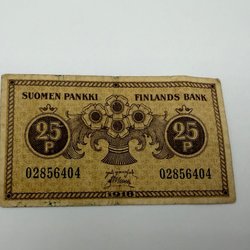 SUOMEN PANKKI FINLANDS BANK
25 P 25 P
02856404 02856404
1918